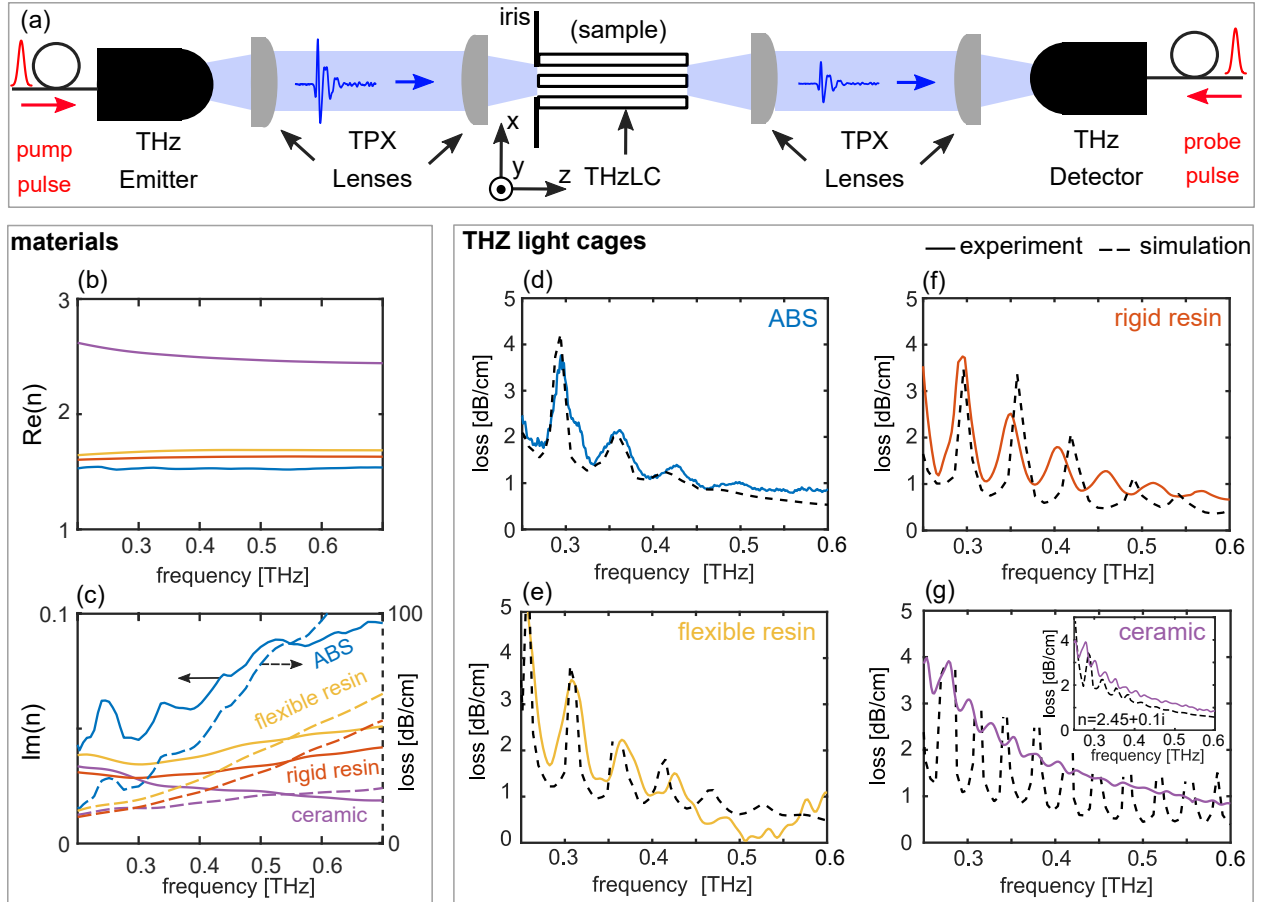 (a)
iris
(sample)
pump
pulse
THz
Emitter
TPX
Lenses
x
y
z
THzLC
TPX
Lenses
THz
Detector
probe
pulse
materials
(b)
3
2
1
Re(n)
0.3 0.4 0.5 0.6
frequency [THz]
(c)
0.1
0
Im(n)
100
0
loss [dB/cm]
ABS
flexible resin
rigid resin
ceramic
0.3 0.4 0.5 0.6
frequency [THz]
THZ light cages
experiment simulation
(d)
ABS
5
4
3
2
1
0
loss [dB/cm]
0.3 0.4 0.5 0.6
frequency [THz]
(f)
rigid resin
5
4
3
2
1
0
loss [dB/cm]
0.3 0.4 0.5 0.6
frequency [THz]
(e)
flexible resin
5
4
3
2
1
0
loss [dB/cm]
0.3 0.4 0.5 0.6
frequency [THz]
(g)
ceramic
5
4
3
2
1
0
loss [dB/cm]
0.3 0.4 0.5 0.6
frequency [THz]
4
2
loss [dB/cm]
n=2.45+0.1i
0.3 0.4 0.5 0.6
frequency [THz]